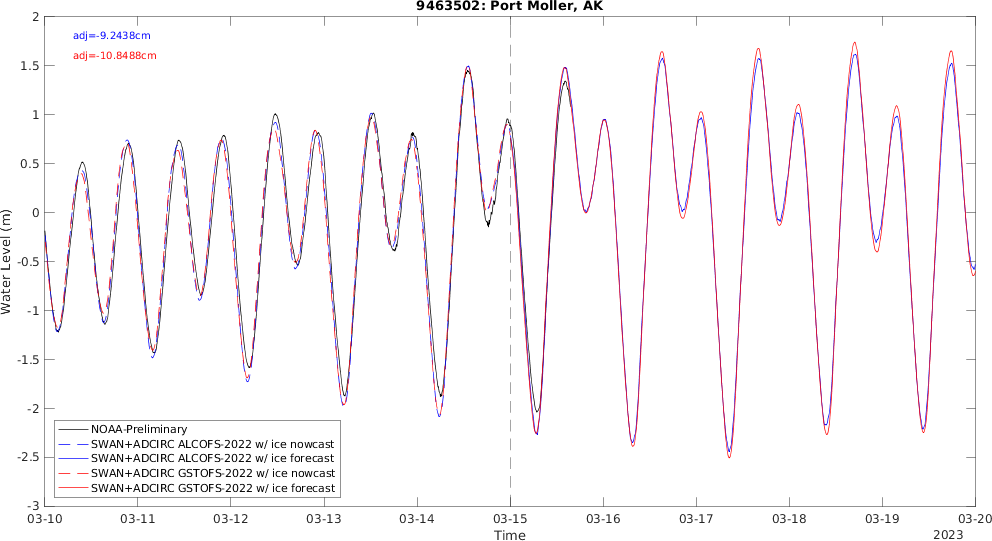 9463502: Port Moller, AK
adj=-9.2438cm
adj=-10.8488cm
Water Level (m)
2
1.5
1
0.5
0
-0.5
-1
-1.5
-2
-2.5
-3
NOAA-Preliminary
SWAN+ADCIRC ALCOFS-2022 w/ ice nowcast
SWAN+ADCIRC ALCOFS-2022 w/ ice forecast
SWAN+ADCIRC GSTOFS-2022 w/ ice nowcast
SWAN+ADCIRC GSTOFS-2022 w/ ice forecast
03-10 03-11 03-12 03-13 03-14 03-15 03-16 03-17 03-18 03-19 03-20
Time
2023